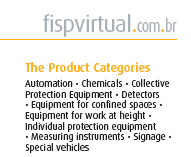 fispvirtual.com.br
The Product Categories
Automation • Chemicals • Collective
Protection Equipment • Detectors
• Equipment for confined spaces •
Equipment for work at height •
Individual protection equipment
• Measuring instruments • Signage •
Special vehicles